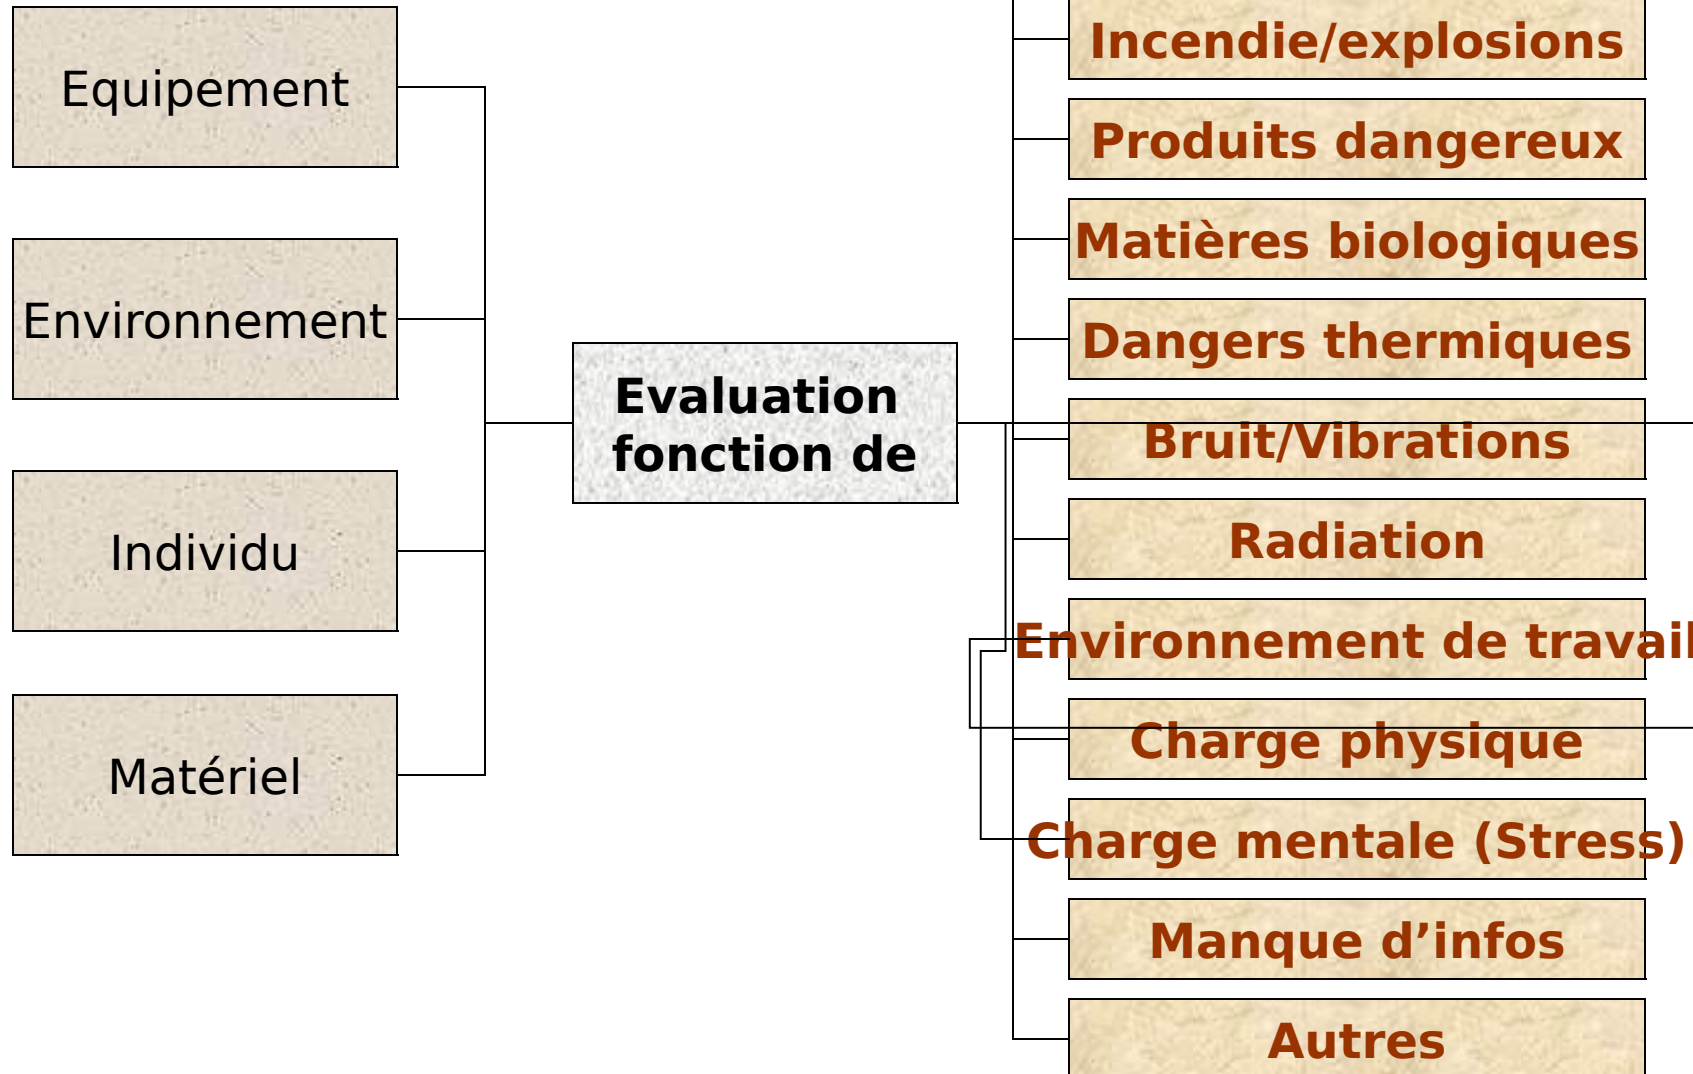 Equipement
Environnement
Individu
Matériel
Evaluation
fonction de
Incendie/explosions
Produits dangereux
Matières biologiques
Dangers thermiques
Bruit/Vibrations
Radiation
Environnement de travail
Charge physique
Charge mentale (Stress)
Manque d’infos
Autres